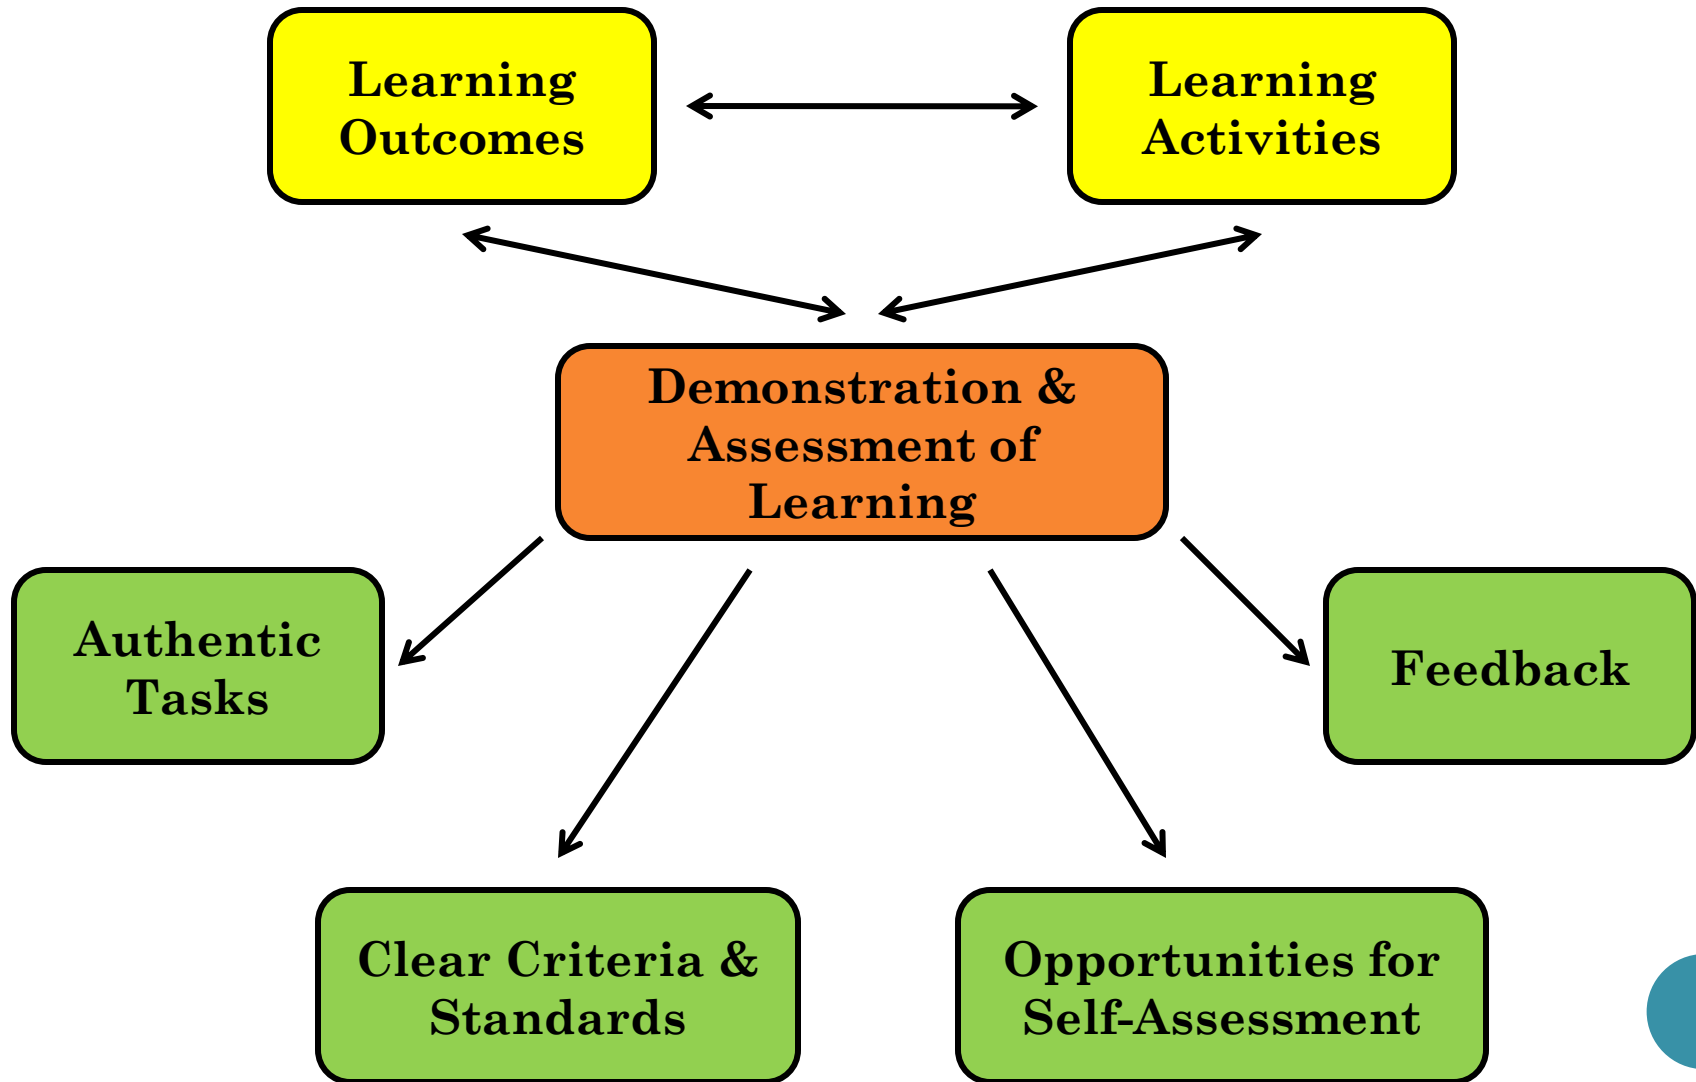 Learning
Outcomes
Learning
Activities
Demonstration &
Assessment of
Learning
Authentic
Tasks
Feedback
Clear Criteria &
Standards
Opportunities for
Self-Assessment